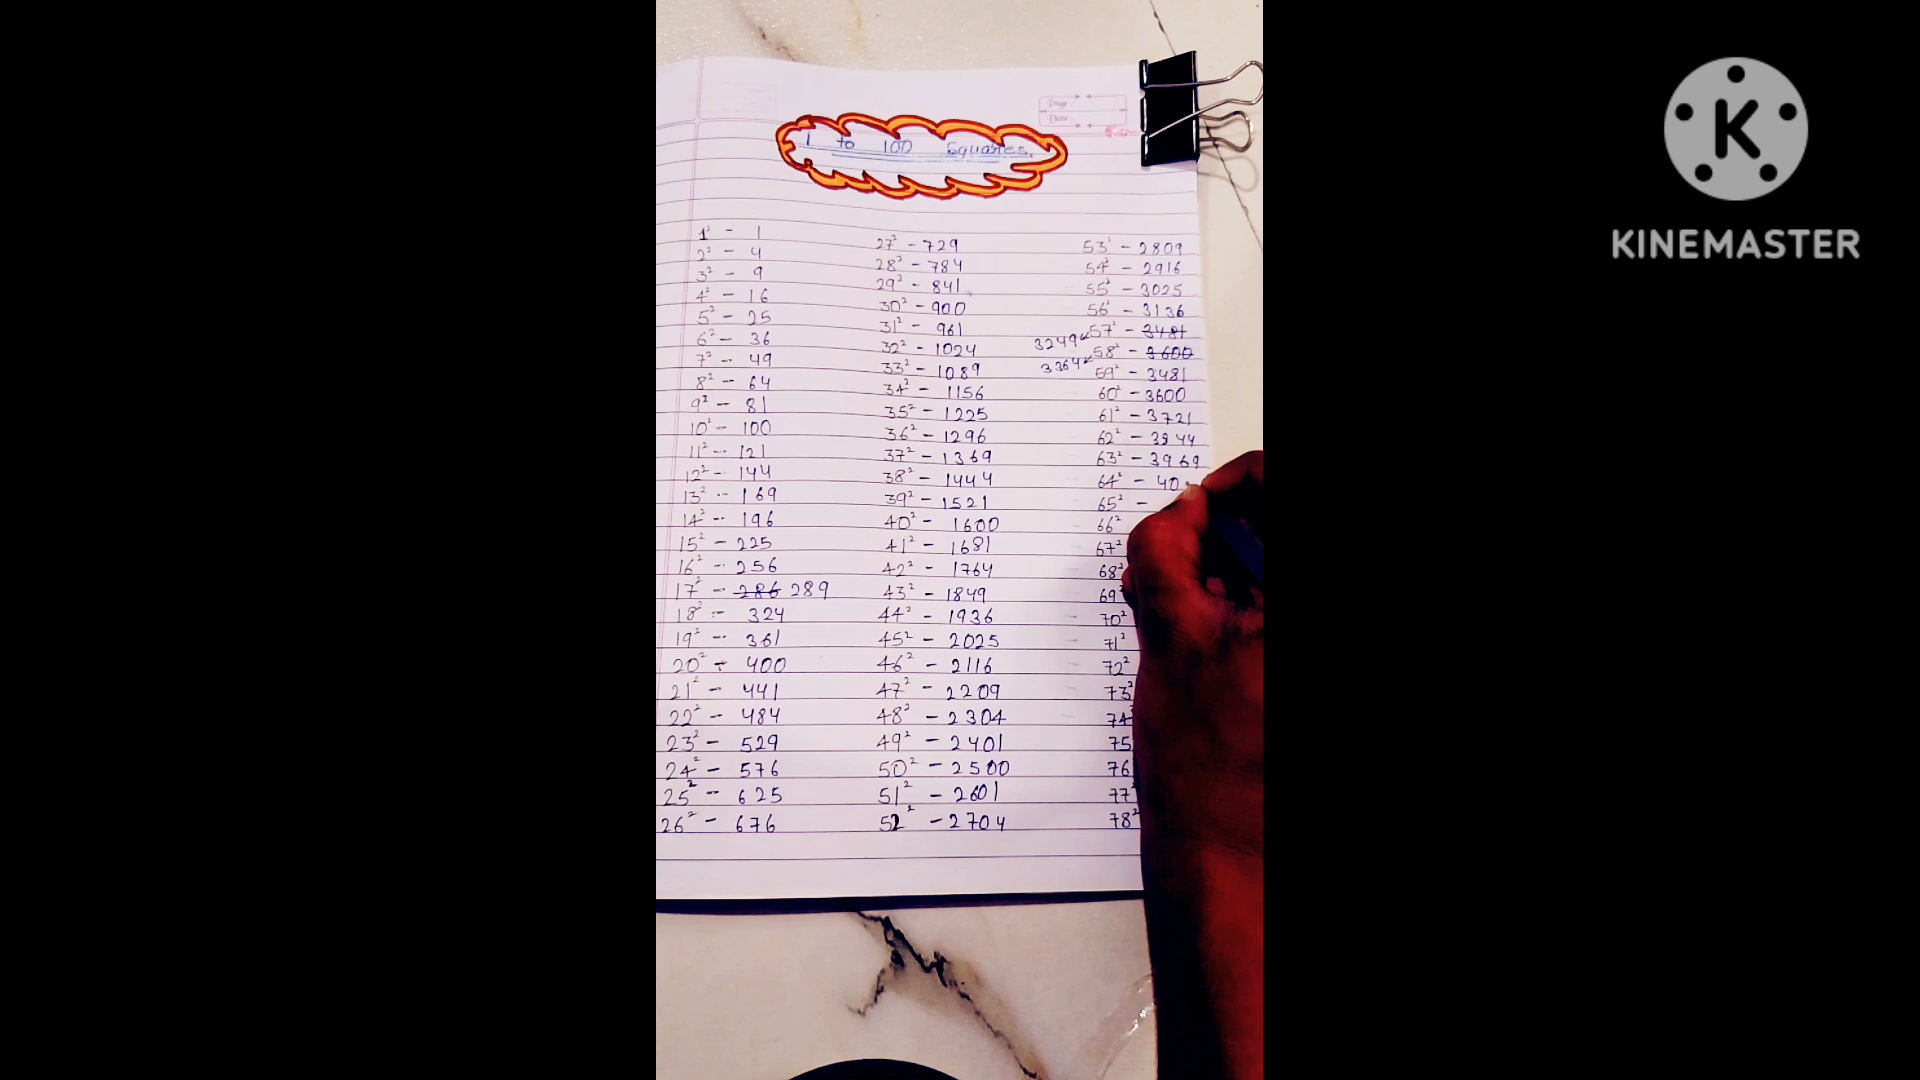 Page :
Date :
1 to 100 Squares.
1² - 1
2² - 4
3² - 9
4² - 16
5² - 25
6² - 36
7² - 49
8² - 64
9² - 81
10² - 100
11² - 121
12² - 144
13² - 169
14² - 196
15² - 225
16² - 256
17² - 286 289
18² - 324
19² - 361
20² - 400
21² - 441
22² - 484
23² - 529
24² - 576
25² - 625
26² - 676
27² - 729
28² - 784
29² - 841
30² - 900
31² - 961
32² - 1024
33² - 1089
34² - 1156
35² - 1225
36² - 1296
37² - 1369
38² - 1444
39² - 1521
40² - 1600
41² - 1681
42² - 1764
43² - 1849
44² - 1936
45² - 2025
46² - 2116
47² - 2209
48² - 2304
49² - 2401
50² - 2500
51² - 2601
52² - 2704
53² - 2809
54² - 2916
55² - 3025
56² - 3136
3249 57² - 3481
3364 58² - 3600
59² - 3481
60² - 3600
61² - 3721
62² - 3944
63² - 3969
64² - 40
65² -
66²
67²
68²
69²
70²
71²
72²
73²
74²
75
76
77²
78²
K
KINEMASTER